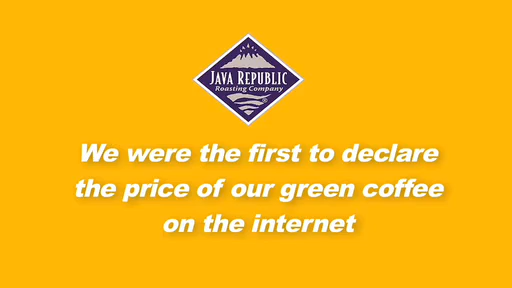 JAVA REPUBLIC
Roasting Company
We were the first to declare
the price of our green coffee
on the internet